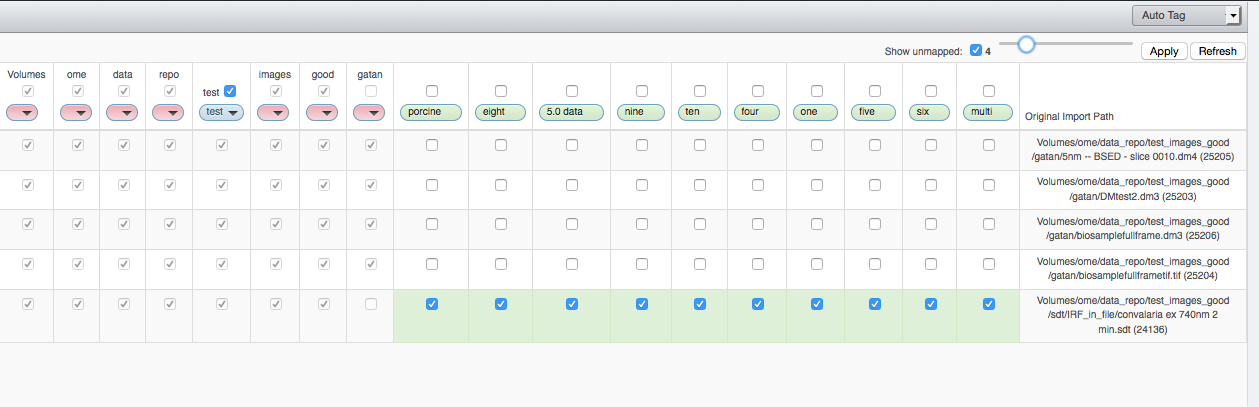 Auto Tag
Show unmapped: 4 Apply Refresh
Volumes ome data repo test images good gatan
test porcine eight 5.0 data nine ten four one five six multi Original Import Path
Volumes/ome/data_repo/test_images_good
/gatan/5nm -- BSED - slice 0010.dm4 (25205)
Volumes/ome/data_repo/test_images_good
/gatan/DMtest2.dm3 (25203)
Volumes/ome/data_repo/test_images_good
/gatan/biosamplefullframe.dm3 (25206)
Volumes/ome/data_repo/test_images_good
/gatan/biosamplefullframetif.tif (25204)
Volumes/ome/data_repo/test_images_good
/sdt/IRF_in_file/convalaria ex 740nm 2
min.sdt (24136)